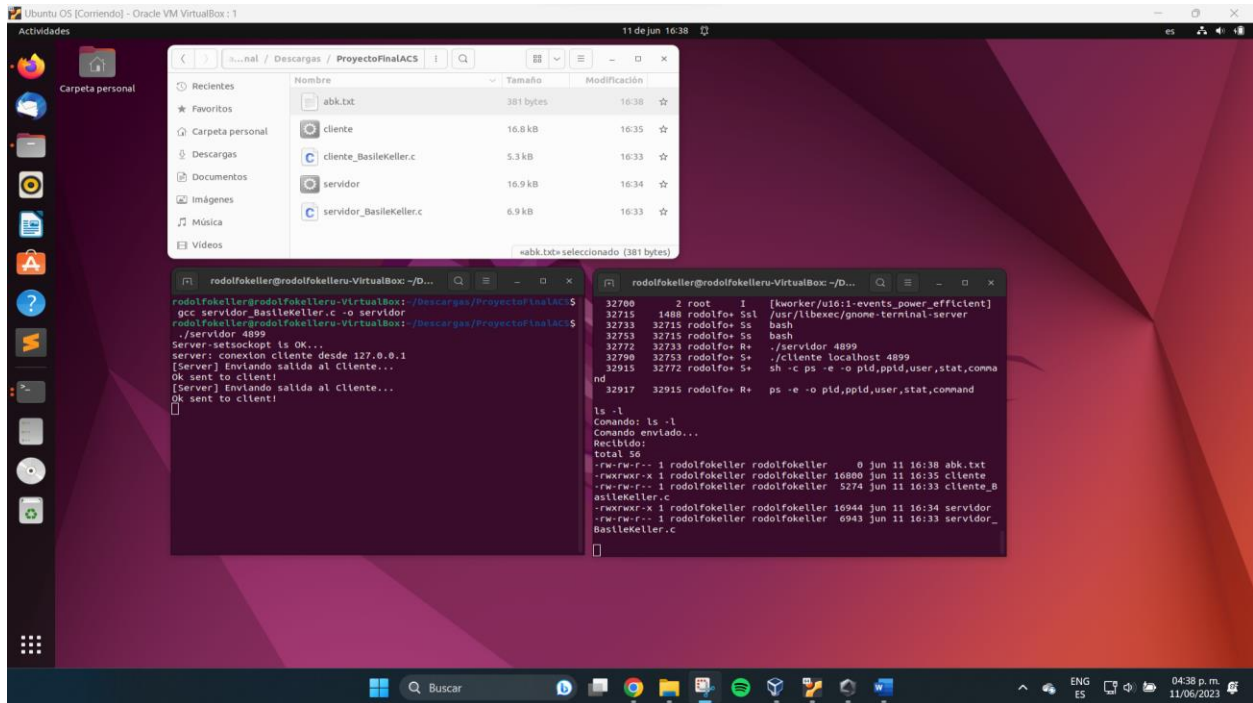 Ubuntu OS [Corriendo] - Oracle VM VirtualBox : 1
Actividades
11 de jun 16:38
es
Carpeta personal
a...nal / Descargas / ProyectoFinalACS
Recientes
Favoritos
Carpeta personal
Descargas
Documentos
Imágenes
Música
Vídeos
Nombre Tamaño Modificación
abk.txt 381 bytes 16:38
cliente 16.8 kB 16:35
cliente_BasileKeller.c 5.3 kB 16:33
servidor 16.9 kB 16:34
servidor_BasileKeller.c 6.9 kB 16:33
«abk.txt» seleccionado (381 bytes)
rodolfokeller@rodolfokelleru-VirtualBox: ~/D...
rodolfokeller@rodolfokelleru-VirtualBox:~/Descargas/ProyectoFinalACS$
gcc servidor_BasileKeller.c -o servidor
rodolfokeller@rodolfokelleru-VirtualBox:~/Descargas/ProyectoFinalACS$
./servidor 4899
Server-setsockopt is OK...
server: conexion cliente desde 127.0.0.1
[Server] Enviando salida al Cliente...
Ok sent to client!
[Server] Enviando salida al Cliente...
Ok sent to client!
rodolfokeller@rodolfokelleru-VirtualBox: ~/D...
32700 2 root I [kworker/u16:1-events_power_efficient]
32715 1488 rodolfo+ Ssl /usr/libexec/gnome-terminal-server
32733 32715 rodolfo+ Ss bash
32753 32715 rodolfo+ Ss bash
32772 32733 rodolfo+ R+ ./servidor 4899
32790 32753 rodolfo+ S+ ./cliente localhost 4899
32915 32772 rodolfo+ S+ sh -c ps -e -o pid,ppid,user,stat,comma
nd
32917 32915 rodolfo+ R+ ps -e -o pid,ppid,user,stat,command
ls -l
Comando: ls -l
Comando enviado...
Recibido:
total 56
-rw-rw-r-- 1 rodolfokeller rodolfokeller 0 jun 11 16:38 abk.txt
-rwxrwxr-x 1 rodolfokeller rodolfokeller 16800 jun 11 16:35 cliente
-rw-rw-r-- 1 rodolfokeller rodolfokeller 5274 jun 11 16:33 cliente_B
asileKeller.c
-rwxrwxr-x 1 rodolfokeller rodolfokeller 16944 jun 11 16:34 servidor
-rw-rw-r-- 1 rodolfokeller rodolfokeller 6943 jun 11 16:33 servidor_
BasileKeller.c
Buscar
ENG
ES
04:38 p. m.
11/06/2023